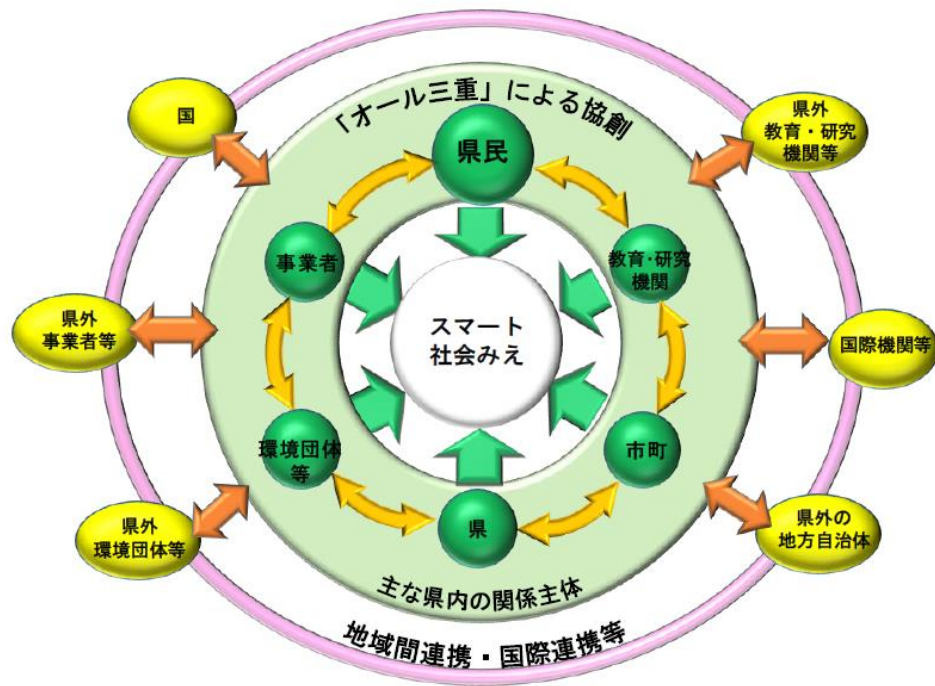 「オール三重」による協創
国
県外
教育・研究
機関等
県民
事業者
教育・研究
機関
スマート
社会みえ
県外
事業者等
国際機関等
環境団体
等
市町
県
県外
環境団体等
県外の
地方自治体
主な県内の関係主体
地域間連携・国際連携等